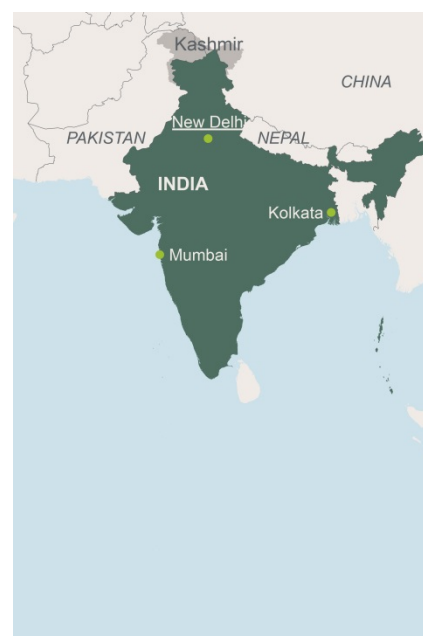 Kashmir
CHINA
New Delhi
PAKISTAN
NEPAL
INDIA
Kolkata
Mumbai